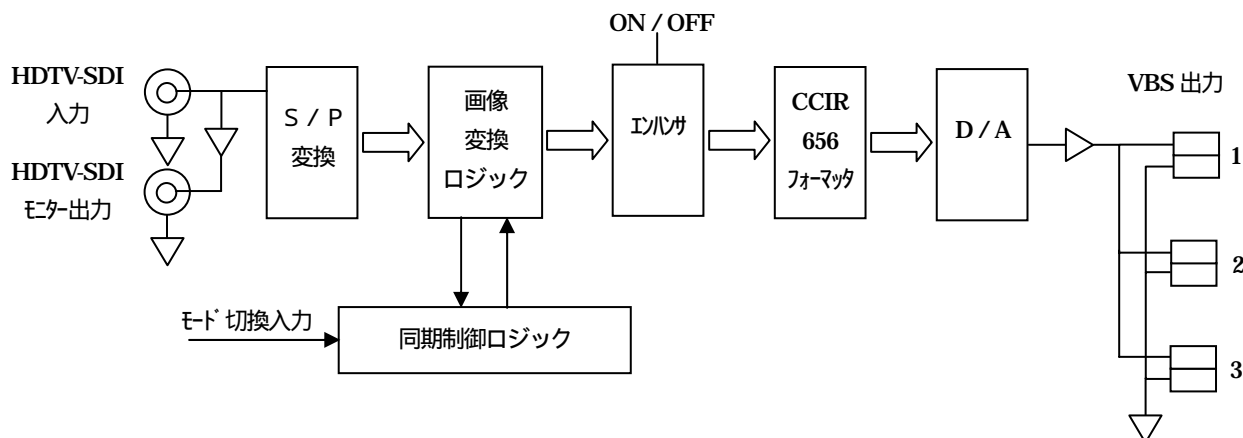 ON / OFF
HDTV-SDI
入力
HDTV-SDI
ﾓﾆﾀｰ出力
S / P
変換
画像
変換
ロジック
ｴﾝﾊﾝｻ
CCIR
656
ﾌｫｰﾏｯﾀ
D / A
VBS 出力
1
2
3
ﾓｰﾄﾞ切換入力
同期制御ロジック